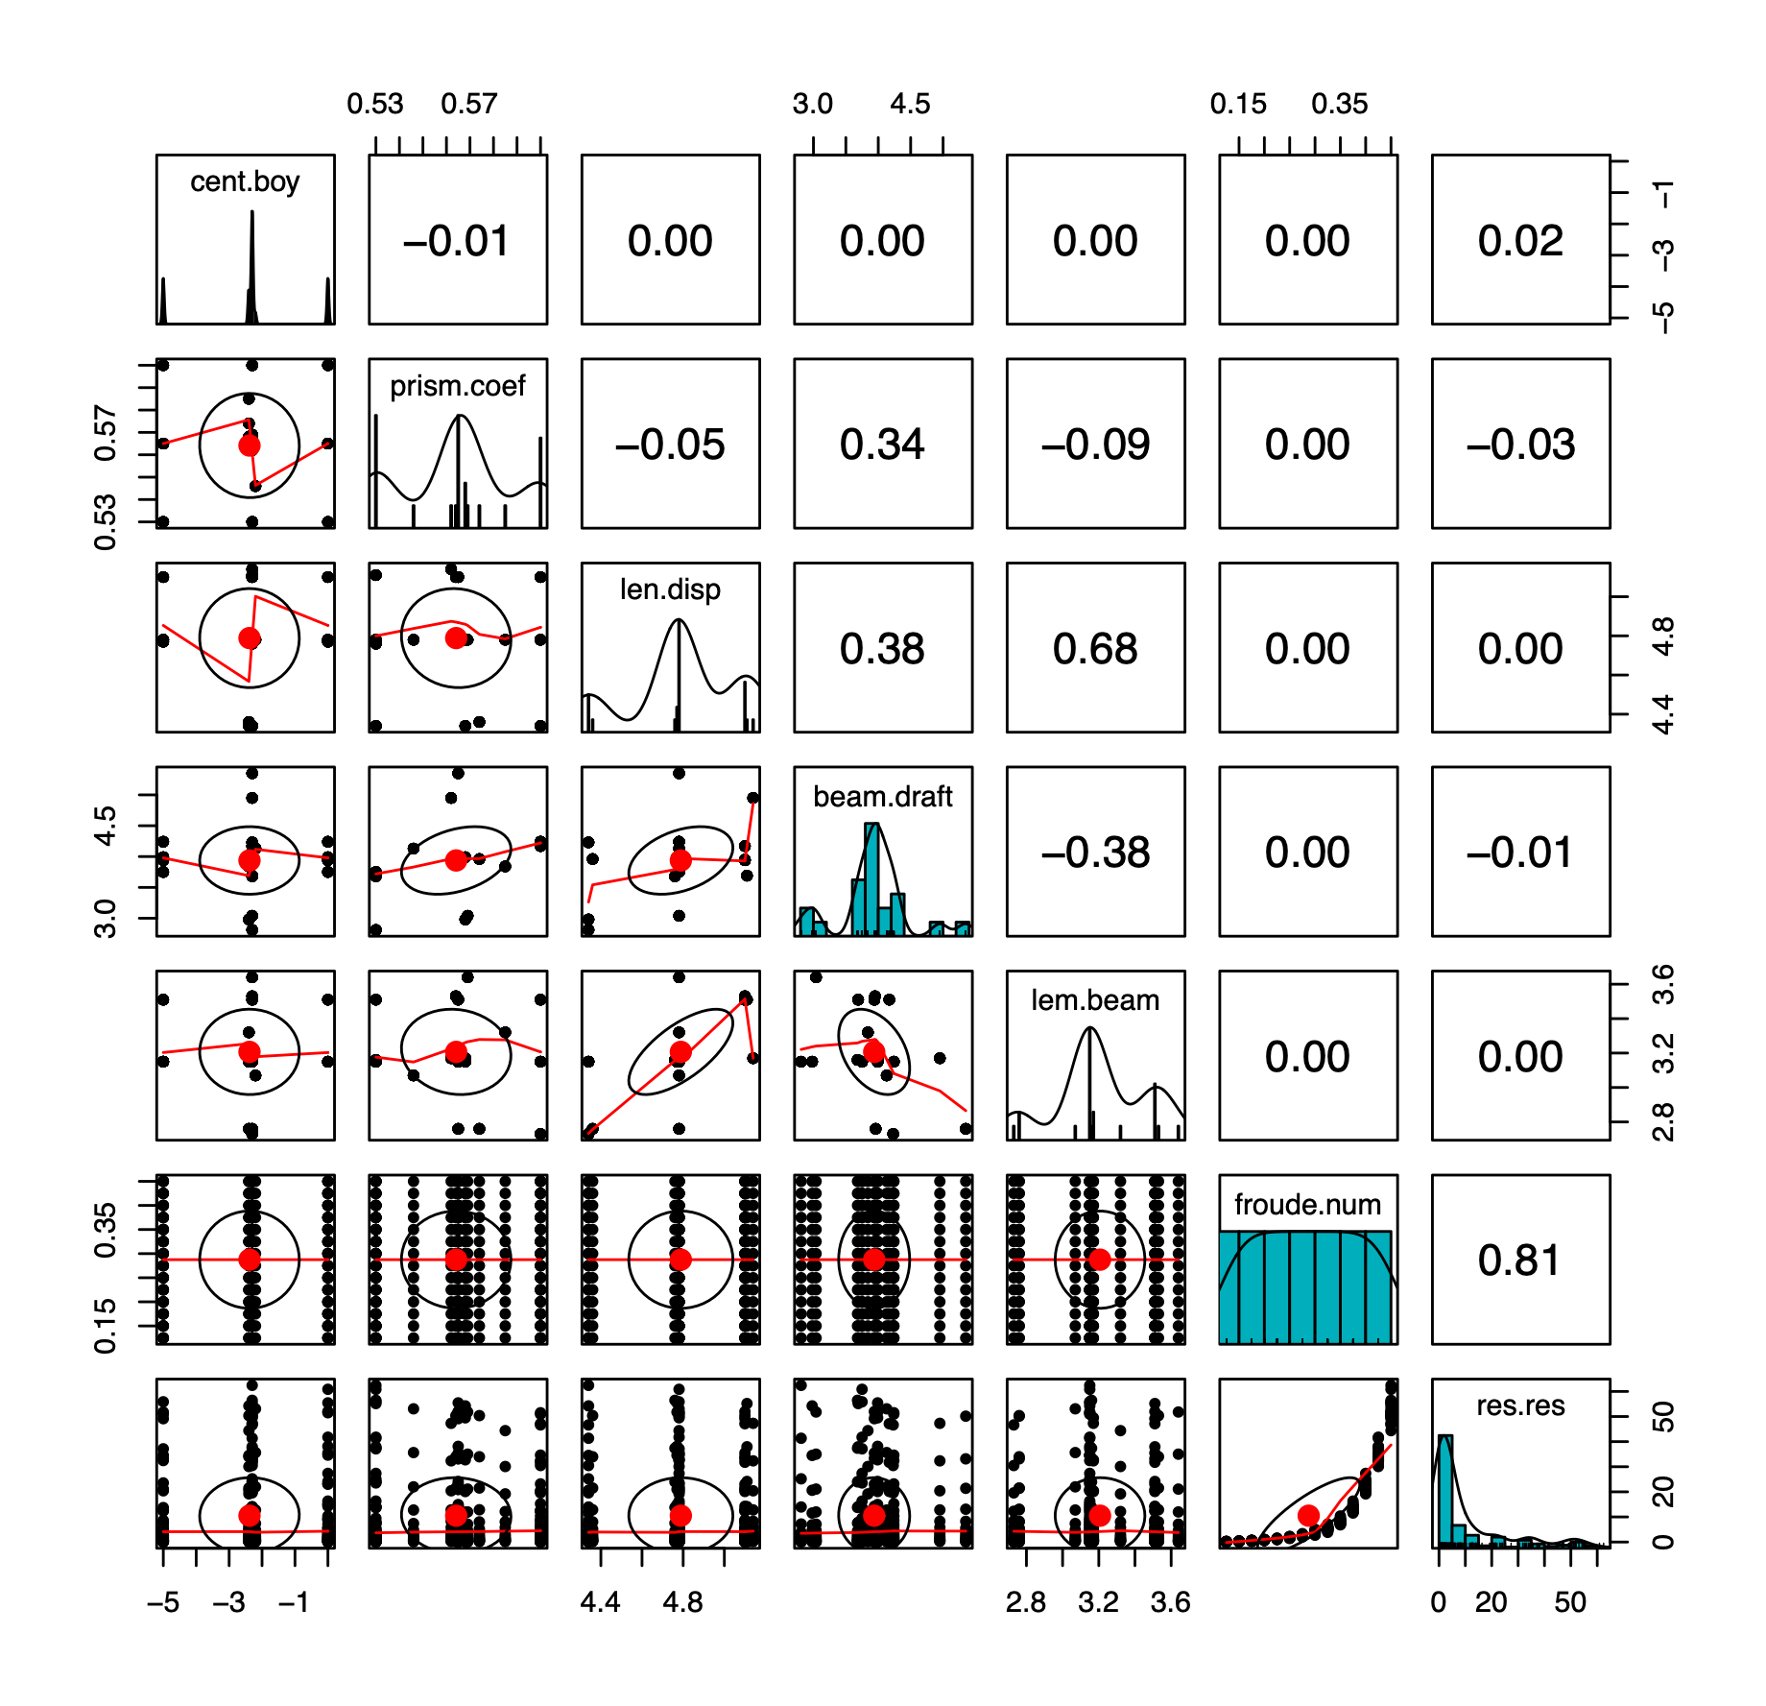 0.53 0.57 3.0 4.5 0.15 0.35
cent.boy −0.01 0.00 0.00 0.00 0.00 0.02 −5 −3 −1
0.53 0.57 prism.coef −0.05 0.34 −0.09 0.00 −0.03
len.disp 0.38 0.68 0.00 0.00 4.4 4.8
3.0 4.5 beam.draft −0.38 0.00 −0.01
lem.beam 0.00 0.00 2.8 3.2 3.6
0.15 0.35 froude.num 0.81
res.res 0 20 50
−5 −3 −1 4.4 4.8 2.8 3.2 3.6 0 20 50